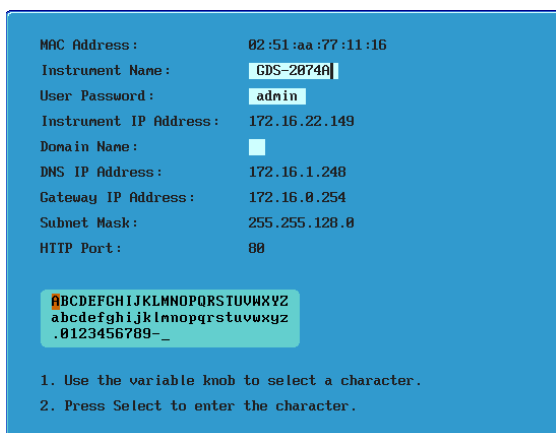 MAC Address: 02:51:aa:77:11:16
Instrument Name: GDS-2074A
User Password: admin
Instrument IP Address: 172.16.22.149
Domain Name:
DNS IP Address: 172.16.1.248
Gateway IP Address: 172.16.0.254
Subnet Mask: 255.255.128.0
HTTP Port: 80
ABCDEFGHIJKLMNOPQRSTUVWXYZ
abcdefghijklmnopqrstuvwxyz
.0123456789-_
1. Use the variable knob to select a character.
2. Press Select to enter the character.